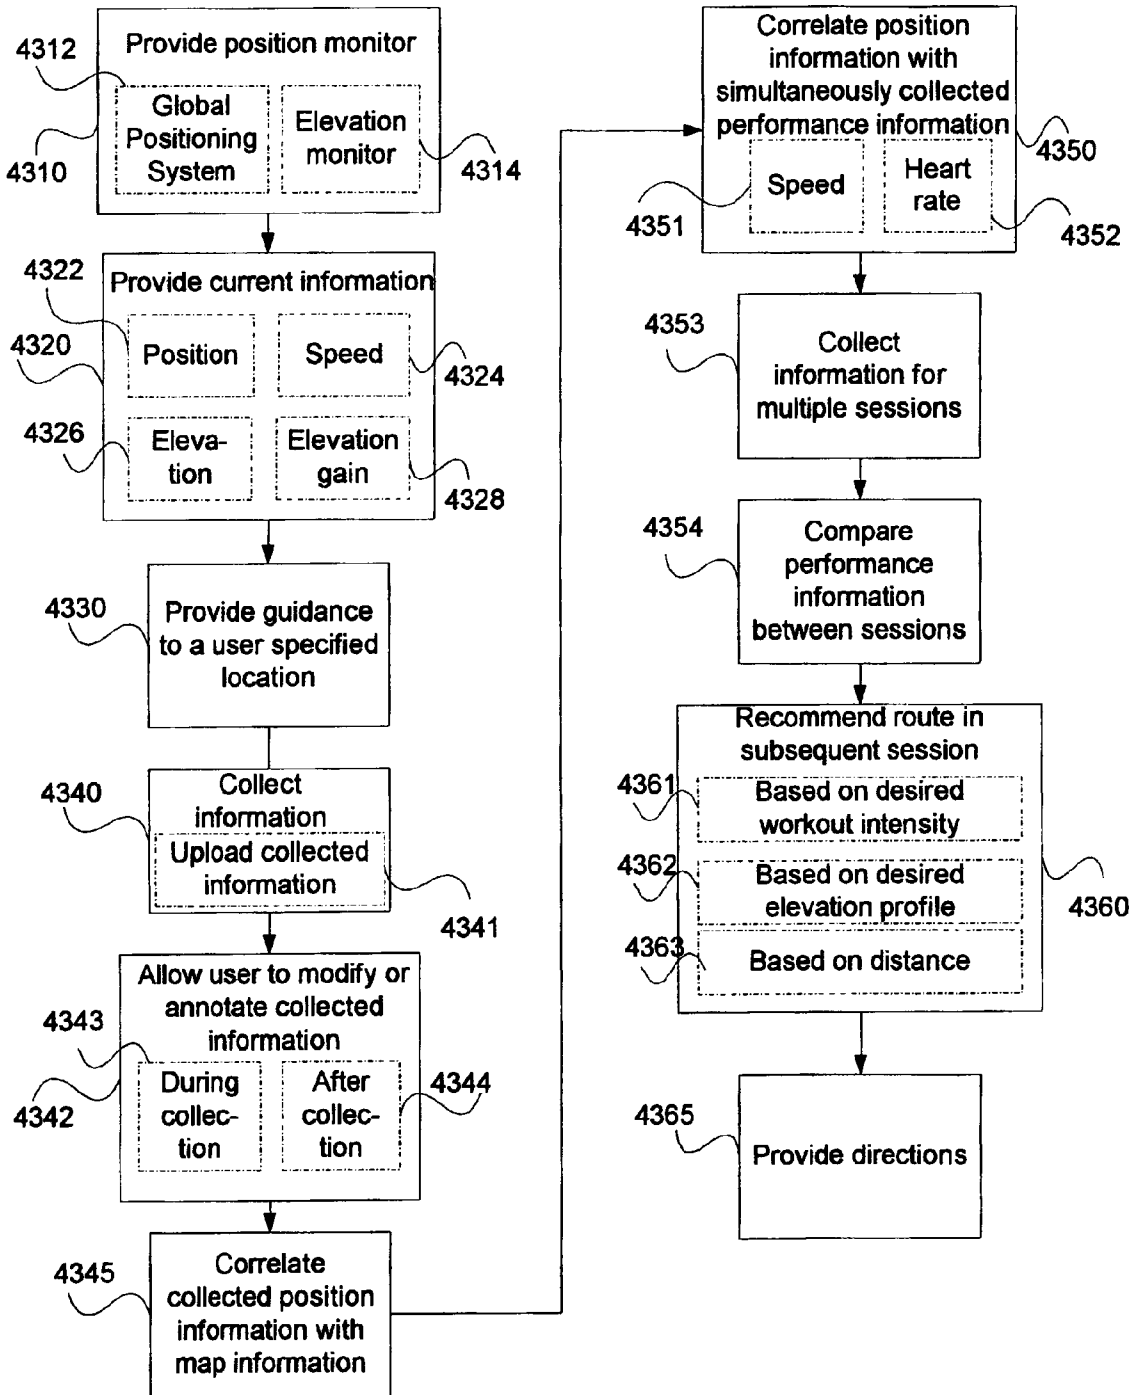 Provide position monitor
4312
Global
Positioning
System
Elevation
monitor
4310
4314
Provide current information
4322
4320
Position
Speed
4324
4326
Eleva-
tion
Elevation
gain
4328
4330
Provide guidance
to a user specified
location
4340
Collect
information
Upload collected
information
4341
Allow user to modify or
annotate collected
information
4343
4342
During
collec-
tion
After
collec-
tion
4344
4345
Correlate
collected position
information with
map information
Correlate position
information with
simultaneously collected
performance information
4350
4351
Speed
Heart
rate
4352
4353
Collect
information for
multiple sessions
4354
Compare
performance
information
between sessions
Recommend route in
subsequent session
4361
Based on desired
workout intensity
4362
Based on desired
elevation profile
4360
4363
Based on distance
4365
Provide directions